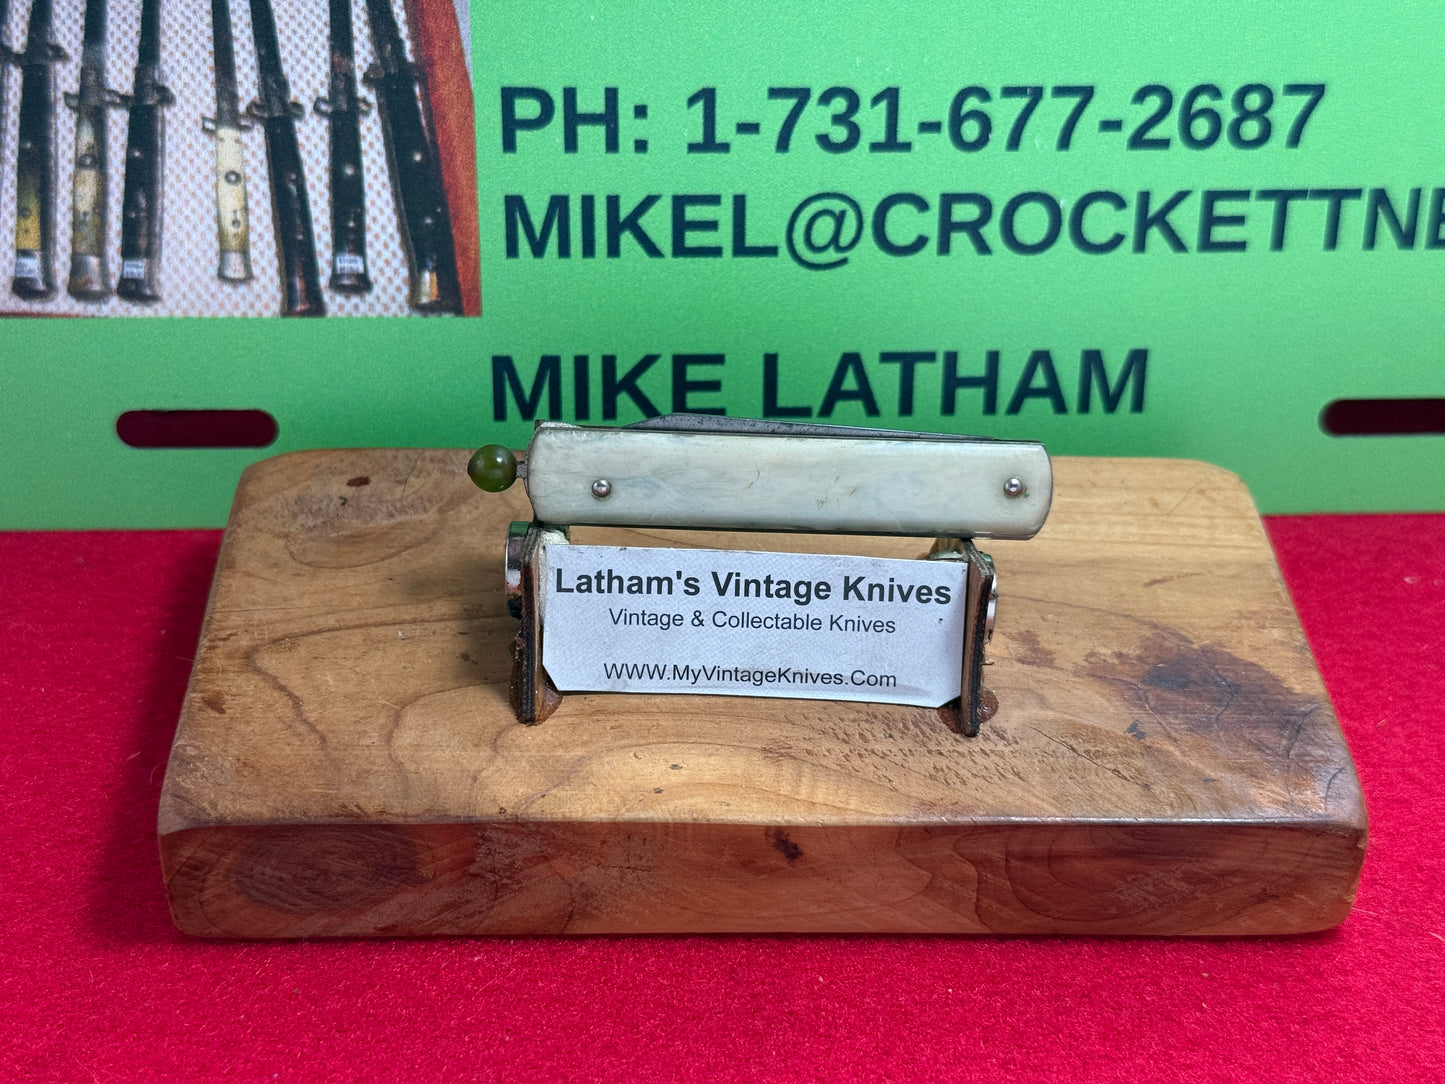 PH: 1-731-677-2687
MIKEL@CROCKETTNE
MIKE LATHAM
Latham's Vintage Knives
Vintage & Collectable Knives
WWW.MyVintageKnives.Com